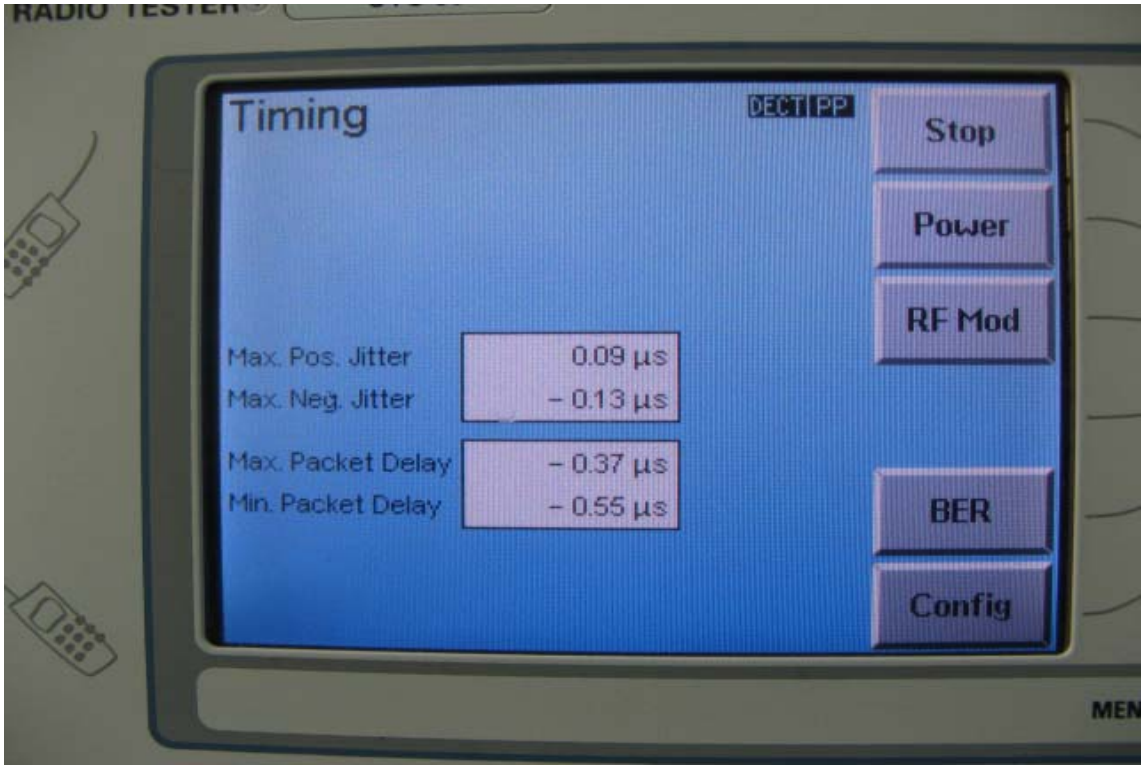 RADIO TESTER
Timing
DECT PP
Stop
Power
RF Mod
Max. Pos. Jitter 0.09 µs
Max. Neg. Jitter – 0.13 µs
Max. Packet Delay – 0.37 µs
Min. Packet Delay – 0.55 µs
BER
Config
MEN